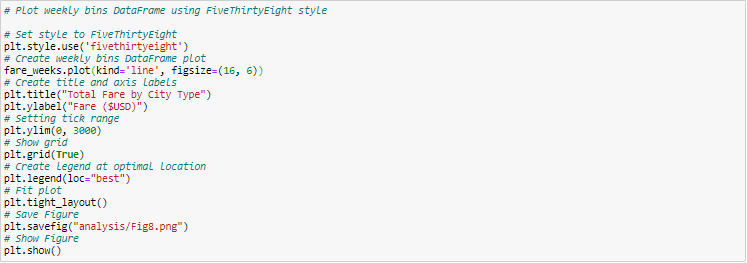 # Plot weekly bins DataFrame using FiveThirtyEight style
# Set style to FiveThirtyEight
plt.style.use('fivethirtyeight')
# Create weekly bins DataFrame plot
fare_weeks.plot(kind='line', figsize=(16, 6))
# Create title and axis labels
plt.title("Total Fare by City Type")
plt.ylabel("Fare ($USD)")
# Setting tick range
plt.ylim(0, 3000)
# Show grid
plt.grid(True)
# Create legend at optimal location
plt.legend(loc="best")
# Fit plot
plt.tight_layout()
# Save Figure
plt.savefig("analysis/Fig8.png")
# Show Figure
plt.show()